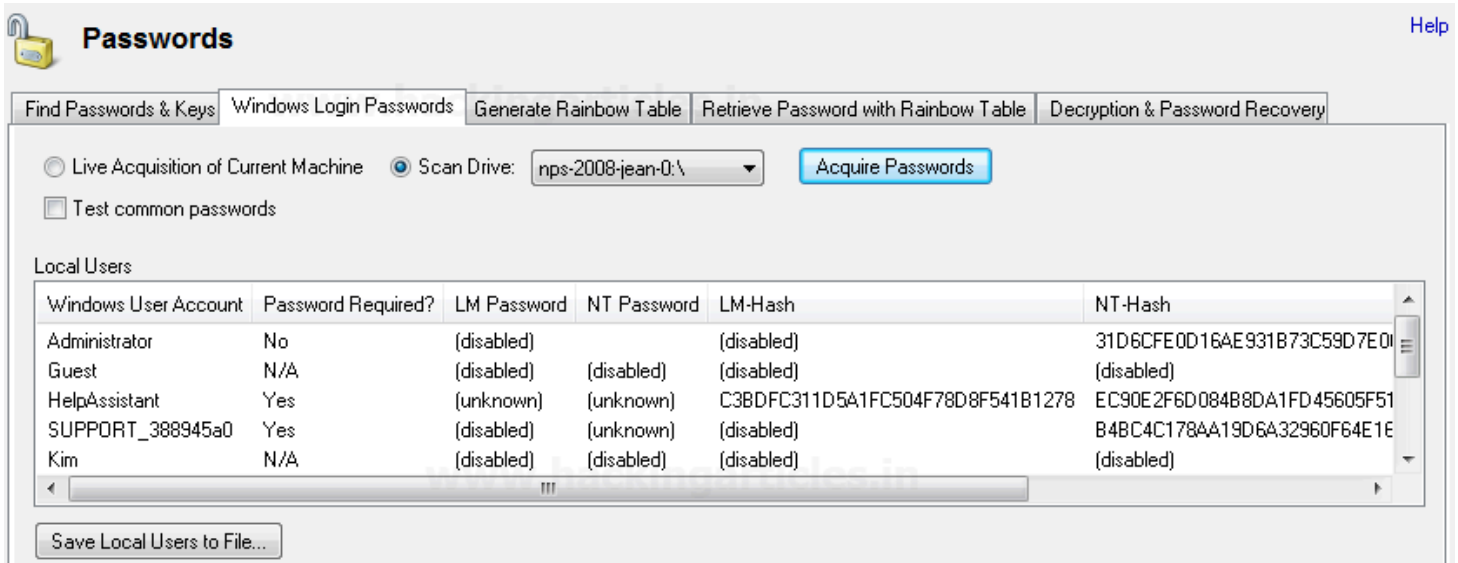 Passwords
Help
Find Passwords & Keys Windows Login Passwords Generate Rainbow Table Retrieve Password with Rainbow Table Decryption & Password Recovery
Live Acquisition of Current Machine Scan Drive: nps-2008-jean-0:\ Acquire Passwords
Test common passwords
Local Users
Windows User Account Password Required? LM Password NT Password LM-Hash NT-Hash
Administrator No (disabled) (disabled) 31D6CFE0D16AE931B73C59D7E0
Guest N/A (disabled) (disabled) (disabled) (disabled)
HelpAssistant Yes (unknown) (unknown) C3BDFC311D5A1FC504F78D8F541B1278 EC90E2F6D084B8DA1FD45605F51
SUPPORT_388945a0 Yes (disabled) (unknown) (disabled) B4BC4C178AA19D6A32960F64E1E
Kim N/A (disabled) (disabled) (disabled) (disabled)
www.hackingarticles.in
Save Local Users to File...